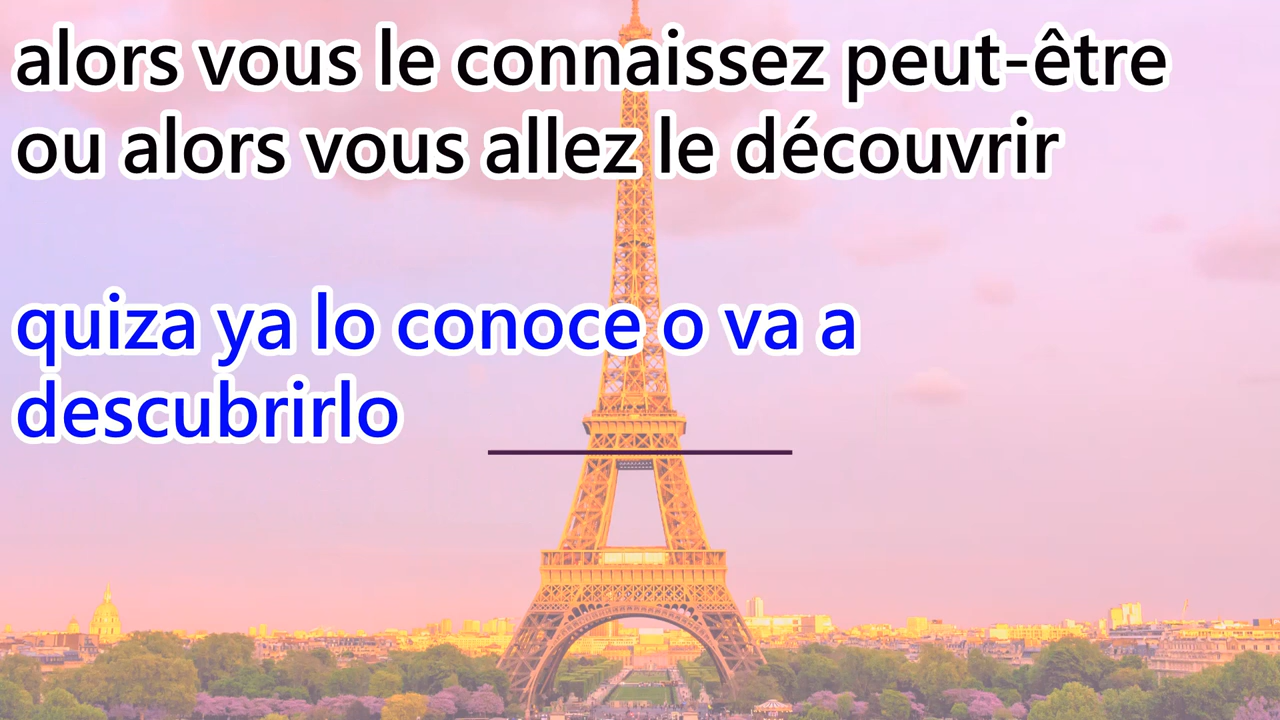 alors vous le connaissez peut-être
ou alors vous allez le découvrir
quiza ya lo conoce o va a
descubrirlo